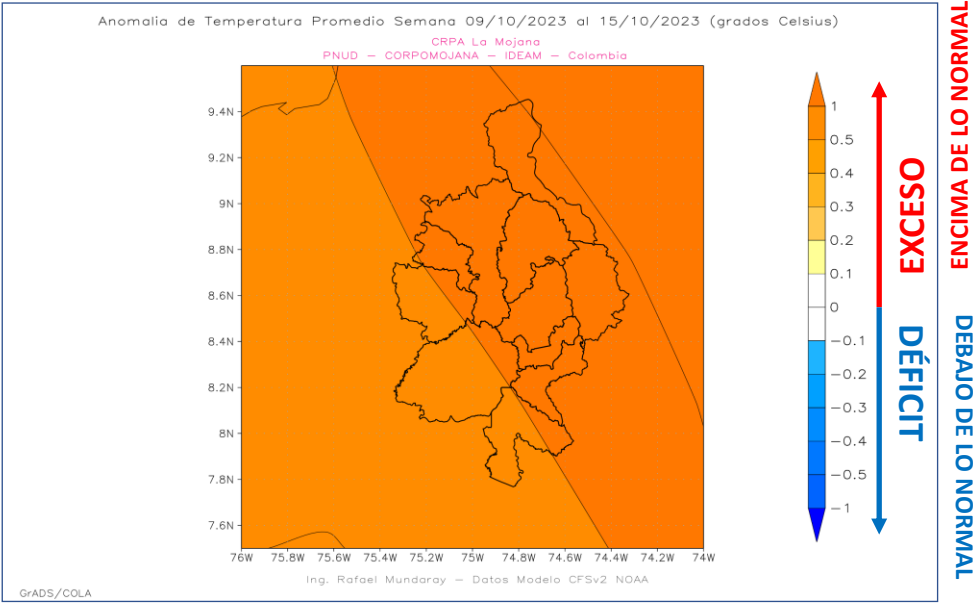 Anomalia de Temperatura Promedio Semana 09/10/2023 al 15/10/2023 (grados Celsius)
CRPA La Mojana
PNUD – CORPOMOJANA – IDEAM – Colombia
9.4N
9.2N
9N
8.8N
8.6N
8.4N
8.2N
8N
7.8N
7.6N
76W 75.8W 75.6W 75.4W 75.2W 75W 74.8W 74.6W 74.4W 74.2W 74W
1
0.5
0.4
0.3
0.2
0.1
0
−0.1
−0.2
−0.3
−0.4
−0.5
−1
EXCESO
DÉFICIT
ENCIMA DE LO NORMAL
DEBAJO DE LO NORMAL
Ing. Rafael Mundaray – Datos Modelo CFSv2 NOAA
GrADS/COLA